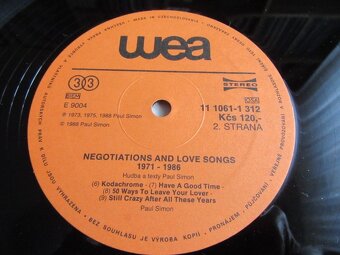 MADE IN CZECHOSLOVAKIA
wea
33
STEREO
E 9004
11 1061-1 312
Kčs 120,-
2. STRANA
℗ 1973, 1975, 1986 Paul Simon
© 1988 Paul Simon
NEGOTIATIONS AND LOVE SONGS
1971 - 1986
Hudba a texty Paul Simon
(6) Kodachrome - (7) Have A Good Time -
(8) 50 Ways To Leave Your Lover -
(9) Still Crazy After All These Years
Paul Simon
BEZ SOUHLASU JE VÝROBA KOPIÍ, PRONÁJEM, PŮJČOVÁNÍ, VEŘEJNÉ
JSOU VYHRAZENA